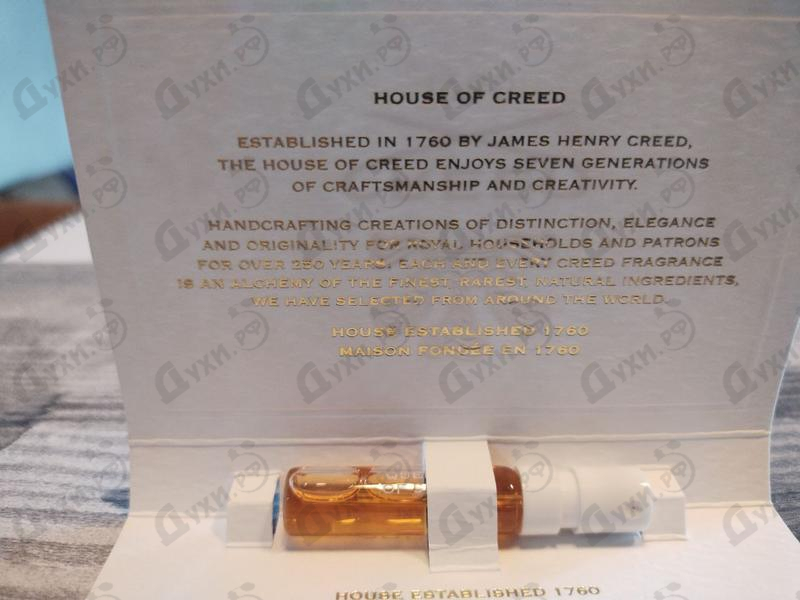 HOUSE OF CREED
ESTABLISHED IN 1760 BY JAMES HENRY CREED,
THE HOUSE OF CREED ENJOYS SEVEN GENERATIONS
OF CRAFTSMANSHIP AND CREATIVITY.
HANDCRAFTING CREATIONS OF DISTINCTION, ELEGANCE
AND ORIGINALITY FOR ROYAL HOUSEHOLDS AND PATRONS
FOR OVER 250 YEARS. EACH AND EVERY CREED FRAGRANCE
IS AN ALCHEMY OF THE FINEST, RAREST, NATURAL INGREDIENTS,
WE HAVE SELECTED FROM AROUND THE WORLD.
HOUSE ESTABLISHED 1760
MAISON FONDÉE EN 1760
HOUSE ESTABLISHED 1760
Духи.рф